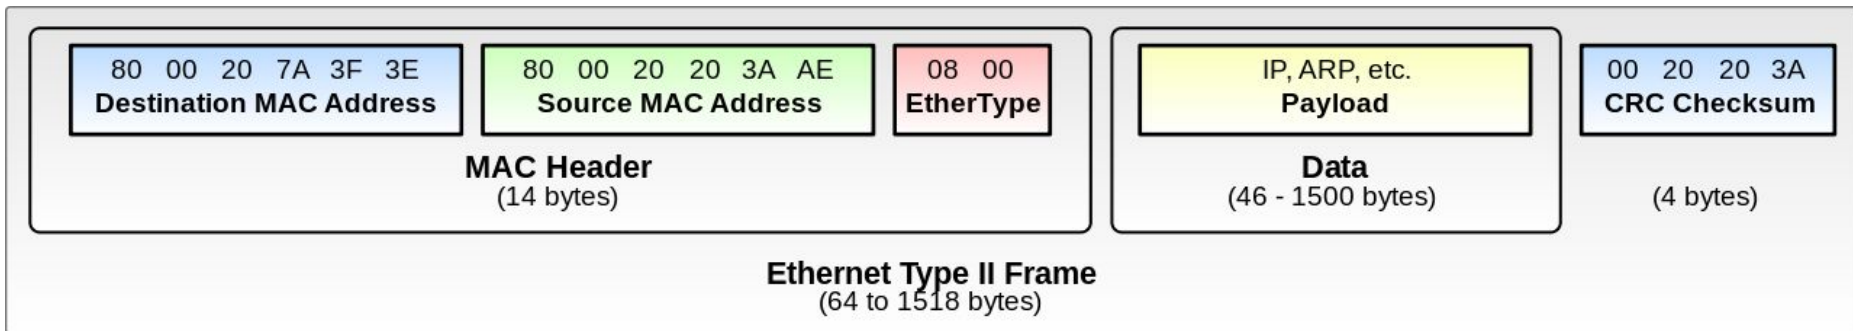 80 00 20 7A 3F 3E
Destination MAC Address
80 00 20 20 3A AE
Source MAC Address
08 00
EtherType
MAC Header
(14 bytes)
IP, ARP, etc.
Payload
Data
(46 - 1500 bytes)
00 20 20 3A
CRC Checksum
(4 bytes)
Ethernet Type II Frame
(64 to 1518 bytes)